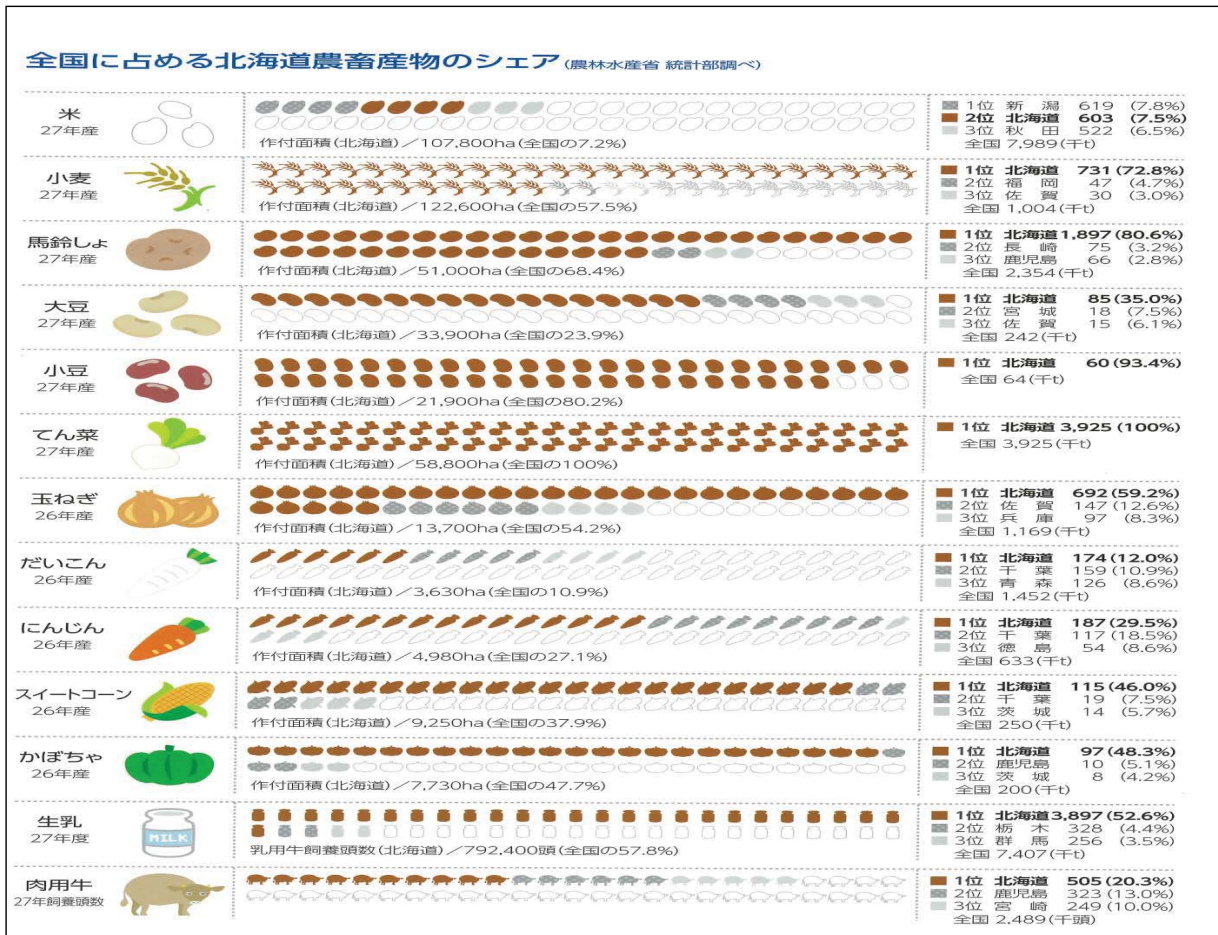 全国に占める北海道農畜産物のシェア(農林水産省 統計部調べ)
米
27年産
作付面積(北海道)/107,800ha(全国の7.2%)
1位 新潟 619 (7.8%)
2位 北海道 603 (7.5%)
3位 秋田 522 (6.5%)
全国 7,989(千t)
小麦
27年産
作付面積(北海道)/122,600ha(全国の57.5%)
1位 北海道 731 (72.8%)
2位 福岡 47 (4.7%)
3位 佐賀 30 (3.0%)
全国 1,004(千t)
馬鈴しょ
27年産
作付面積(北海道)/51,000ha(全国の68.4%)
1位 北海道 1,897 (80.6%)
2位 長崎 75 (3.2%)
3位 鹿児島 66 (2.8%)
全国 2,354(千t)
大豆
27年産
作付面積(北海道)/33,900ha(全国の23.9%)
1位 北海道 85 (35.0%)
2位 宮城 18 (7.5%)
3位 佐賀 15 (6.1%)
全国 242(千t)
小豆
27年産
作付面積(北海道)/21,900ha(全国の80.2%)
1位 北海道 60 (93.4%)
全国 64(千t)
てん菜
27年産
作付面積(北海道)/58,800ha(全国の100%)
1位 北海道 3,925 (100%)
全国 3,925(千t)
玉ねぎ
26年産
作付面積(北海道)/13,700ha(全国の54.2%)
1位 北海道 692 (59.2%)
2位 佐賀 147 (12.6%)
3位 兵庫 97 (8.3%)
全国 1,169(千t)
だいこん
26年産
作付面積(北海道)/3,630ha(全国の10.9%)
1位 北海道 174 (12.0%)
2位 千葉 159 (10.9%)
3位 青森 126 (8.6%)
全国 1,452(千t)
にんじん
26年産
作付面積(北海道)/4,980ha(全国の27.1%)
1位 北海道 187 (29.5%)
2位 千葉 117 (18.5%)
3位 徳島 54 (8.6%)
全国 633(千t)
スイートコーン
26年産
作付面積(北海道)/9,250ha(全国の37.9%)
1位 北海道 115 (46.0%)
2位 千葉 19 (7.5%)
3位 茨城 14 (5.7%)
全国 250(千t)
かぼちゃ
26年産
作付面積(北海道)/7,730ha(全国の47.7%)
1位 北海道 97 (48.3%)
2位 鹿児島 10 (5.1%)
3位 茨城 8 (4.2%)
全国 200(千t)
生乳
27年度
MILK
乳用牛飼養頭数(北海道)/792,400頭(全国の57.8%)
1位 北海道 3,897 (52.6%)
2位 栃木 328 (4.4%)
3位 群馬 256 (3.5%)
全国 7,407(千t)
肉用牛
27年飼養頭数
1位 北海道 505 (20.3%)
2位 鹿児島 323 (13.0%)
3位 宮崎 249 (10.0%)
全国 2,489(千頭)